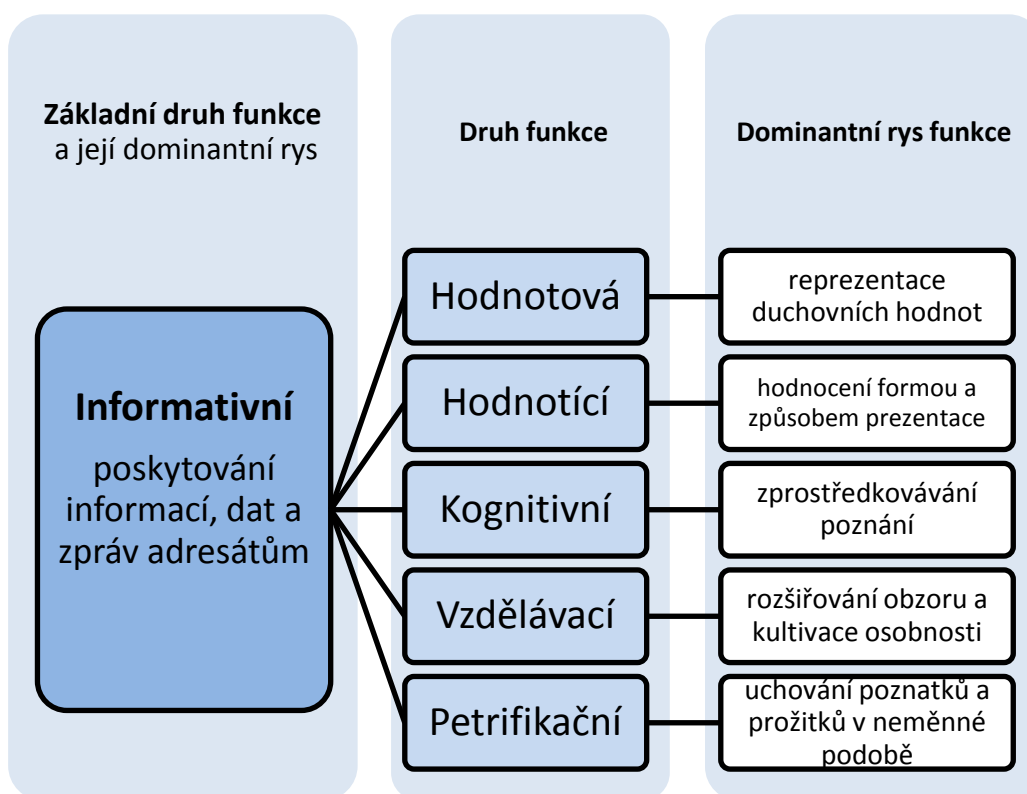 Základní druh funkce
a její dominantní rys
Druh funkce
Dominantní rys funkce
Informativní
poskytování
informací, dat a
zpráv adresátům
Hodnotová
reprezentace
duchovních hodnot
Hodnotící
hodnocení formou a
způsobem prezentace
Kognitivní
zprostředkovávání
poznání
Vzdělávací
rozšiřování obzoru a
kultivace osobnosti
Petrifikační
uchování poznatků a
prožitků v neměnné
podobě